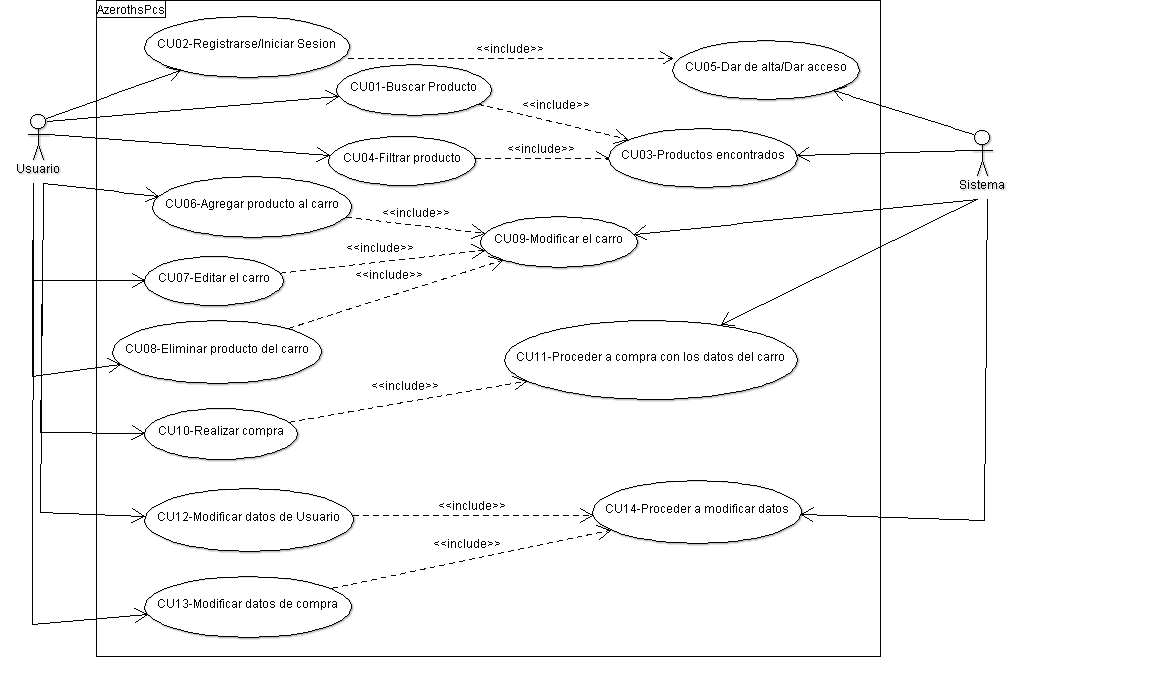 AzerothsPcs
CU02-Registrarse/Iniciar Sesion
<<include>>
CU05-Dar de alta/Dar acceso
CU01-Buscar Producto
<<include>>
CU04-Filtrar producto
<<include>>
CU03-Productos encontrados
Usuario
Sistema
CU06-Agregar producto al carro
<<include>>
CU09-Modificar el carro
<<include>>
CU07-Editar el carro
<<include>>
CU08-Eliminar producto del carro
CU11-Proceder a compra con los datos del carro
<<include>>
CU10-Realizar compra
<<include>>
CU14-Proceder a modificar datos
CU12-Modificar datos de Usuario
<<include>>
CU13-Modificar datos de compra